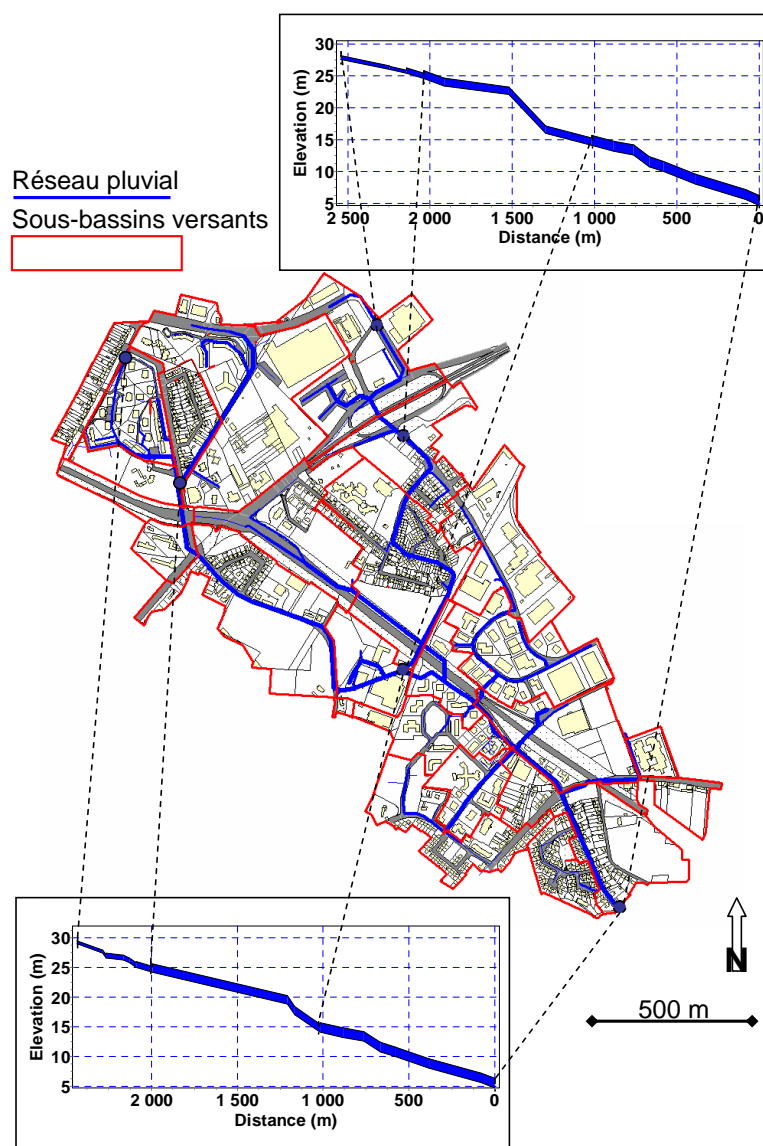 30
25
20
15
10
5
Elevation (m)
2 500 2 000 1 500 1 000 500 0
Distance (m)
Réseau pluvial
Sous-bassins versants
N
500 m
30
25
20
15
10
5
Elevation (m)
2 000 1 500 1 000 500 0
Distance (m)